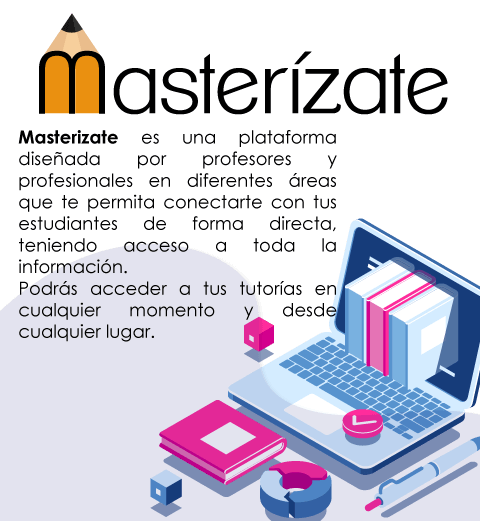 Masterízate
Masterizate es una plataforma
diseñada por profesores y
profesionales en diferentes áreas
que te permita conectarte con tus
estudiantes de forma directa,
teniendo acceso a toda la
información.
Podrás acceder a tus tutorías en
cualquier momento y desde
cualquier lugar.